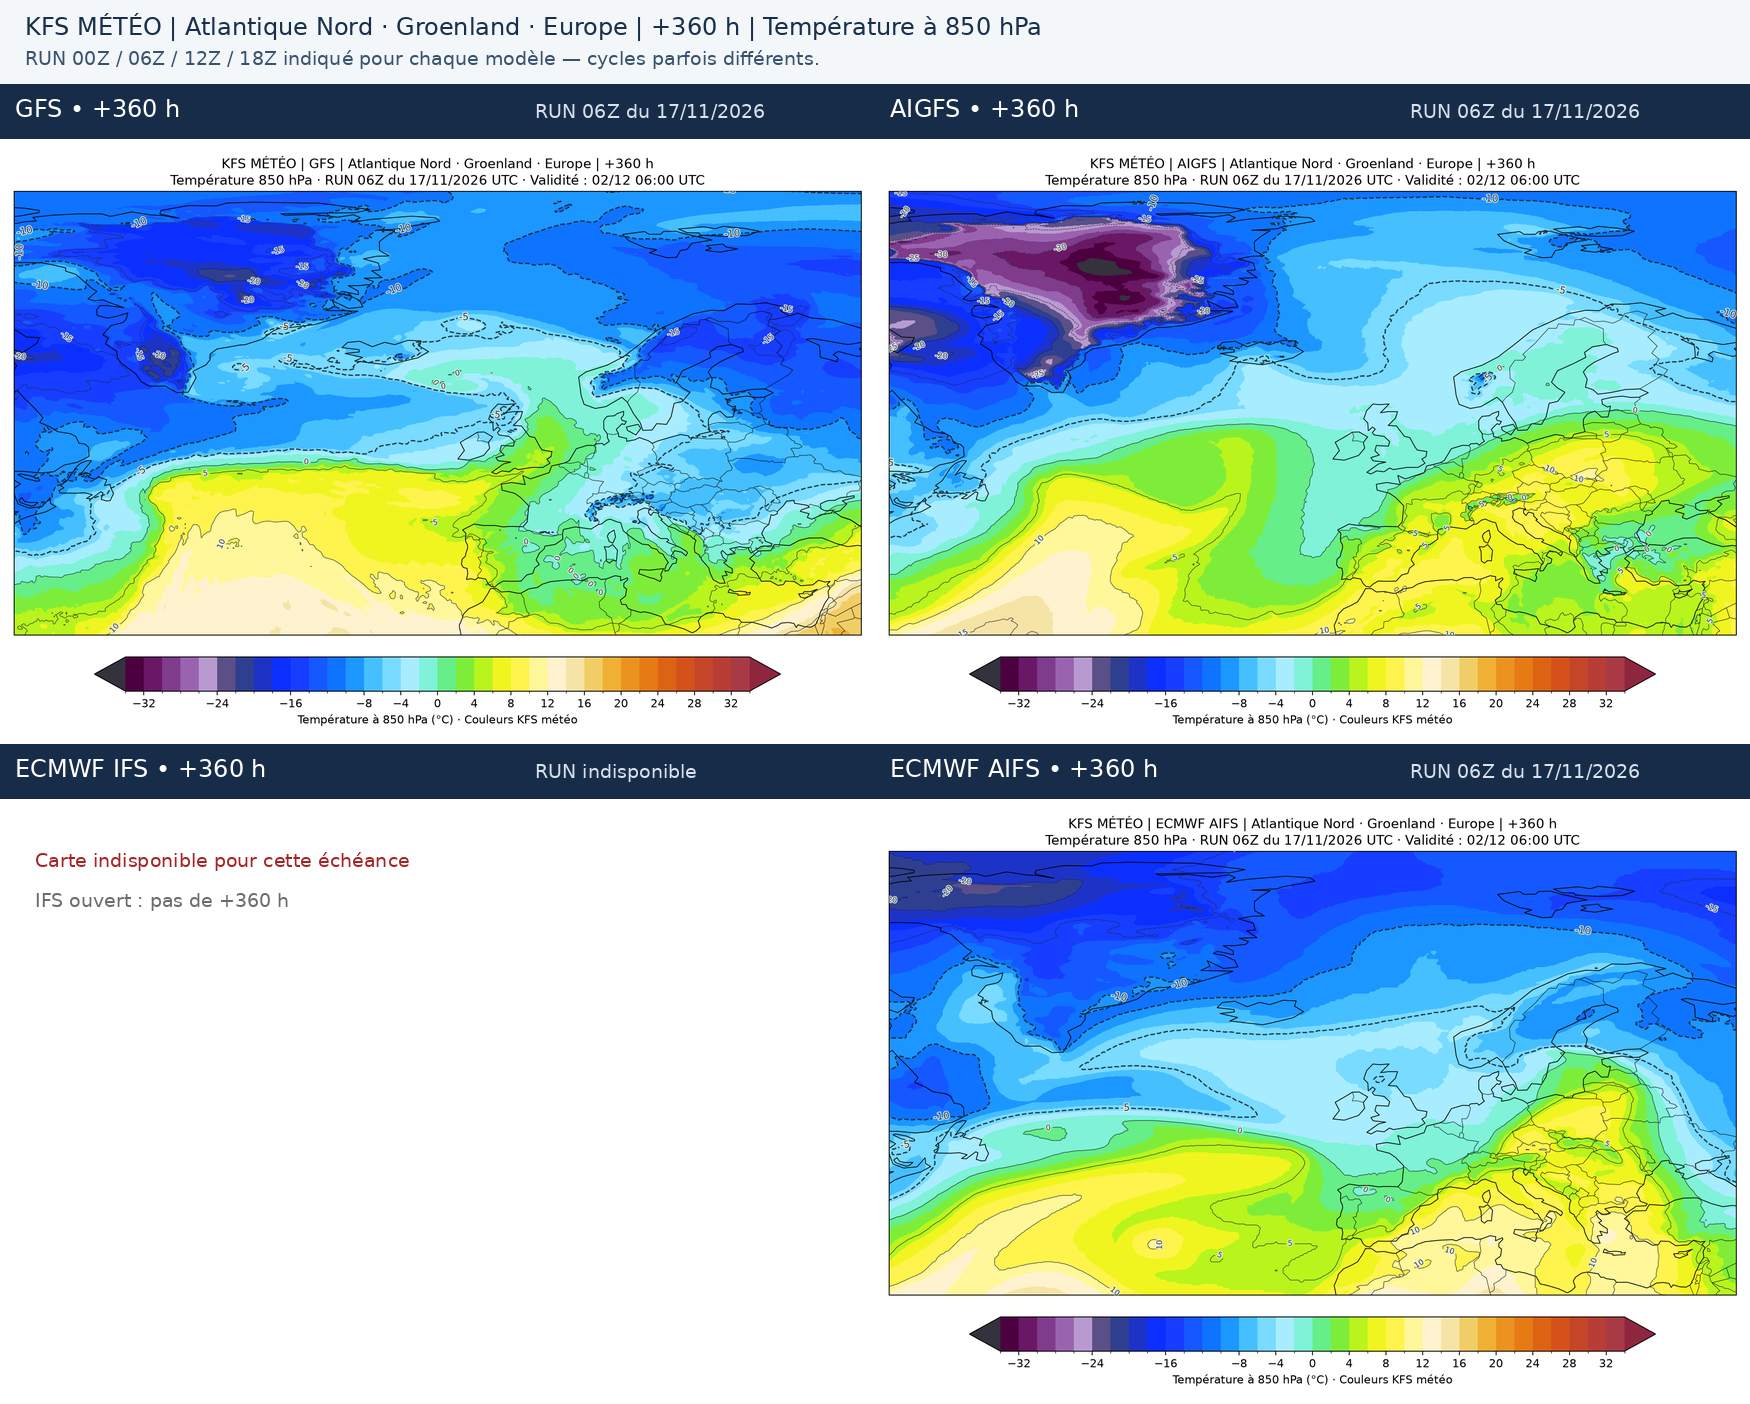 KFS MÉTÉO | Atlantique Nord · Groenland · Europe | +360 h | Température à 850 hPa
RUN 00Z / 06Z / 12Z / 18Z indiqué pour chaque modèle — cycles parfois différents.
GFS • +360 h
RUN 06Z du 17/11/2026
AIGFS • +360 h
RUN 06Z du 17/11/2026
KFS MÉTÉO | GFS | Atlantique Nord · Groenland · Europe | +360 h
Température 850 hPa · RUN 06Z du 17/11/2026 UTC · Validité : 02/12 06:00 UTC
KFS MÉTÉO | AIGFS | Atlantique Nord · Groenland · Europe | +360 h
Température 850 hPa · RUN 06Z du 17/11/2026 UTC · Validité : 02/12 06:00 UTC
−32 −24 −16 −8 −4 0 4 8 12 16 20 24 28 32
Température à 850 hPa (°C) · Couleurs KFS météo
−32 −24 −16 −8 −4 0 4 8 12 16 20 24 28 32
Température à 850 hPa (°C) · Couleurs KFS météo
ECMWF IFS • +360 h
RUN indisponible
ECMWF AIFS • +360 h
RUN 06Z du 17/11/2026
Carte indisponible pour cette échéance
IFS ouvert : pas de +360 h
KFS MÉTÉO | ECMWF AIFS | Atlantique Nord · Groenland · Europe | +360 h
Température 850 hPa · RUN 06Z du 17/11/2026 UTC · Validité : 02/12 06:00 UTC
−32 −24 −16 −8 −4 0 4 8 12 16 20 24 28 32
Température à 850 hPa (°C) · Couleurs KFS météo